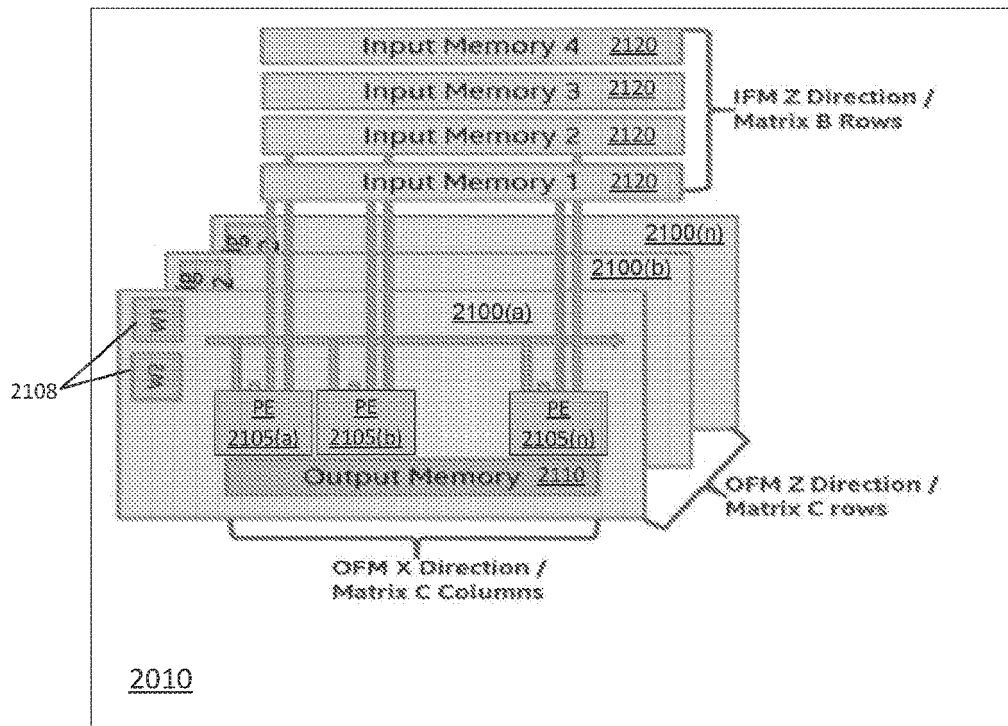 Input Memory 4 2120
Input Memory 3 2120
Input Memory 2 2120
Input Memory 1 2120
IFM Z Direction /
Matrix B Rows
2100(n)
2100(b)
2100(a)
W1
W2
2108
PE
2105(a)
PE
2105(b)
PE
2105(n)
Output Memory 2110
OFM Z Direction /
Matrix C rows
OFM X Direction /
Matrix C Columns
2010